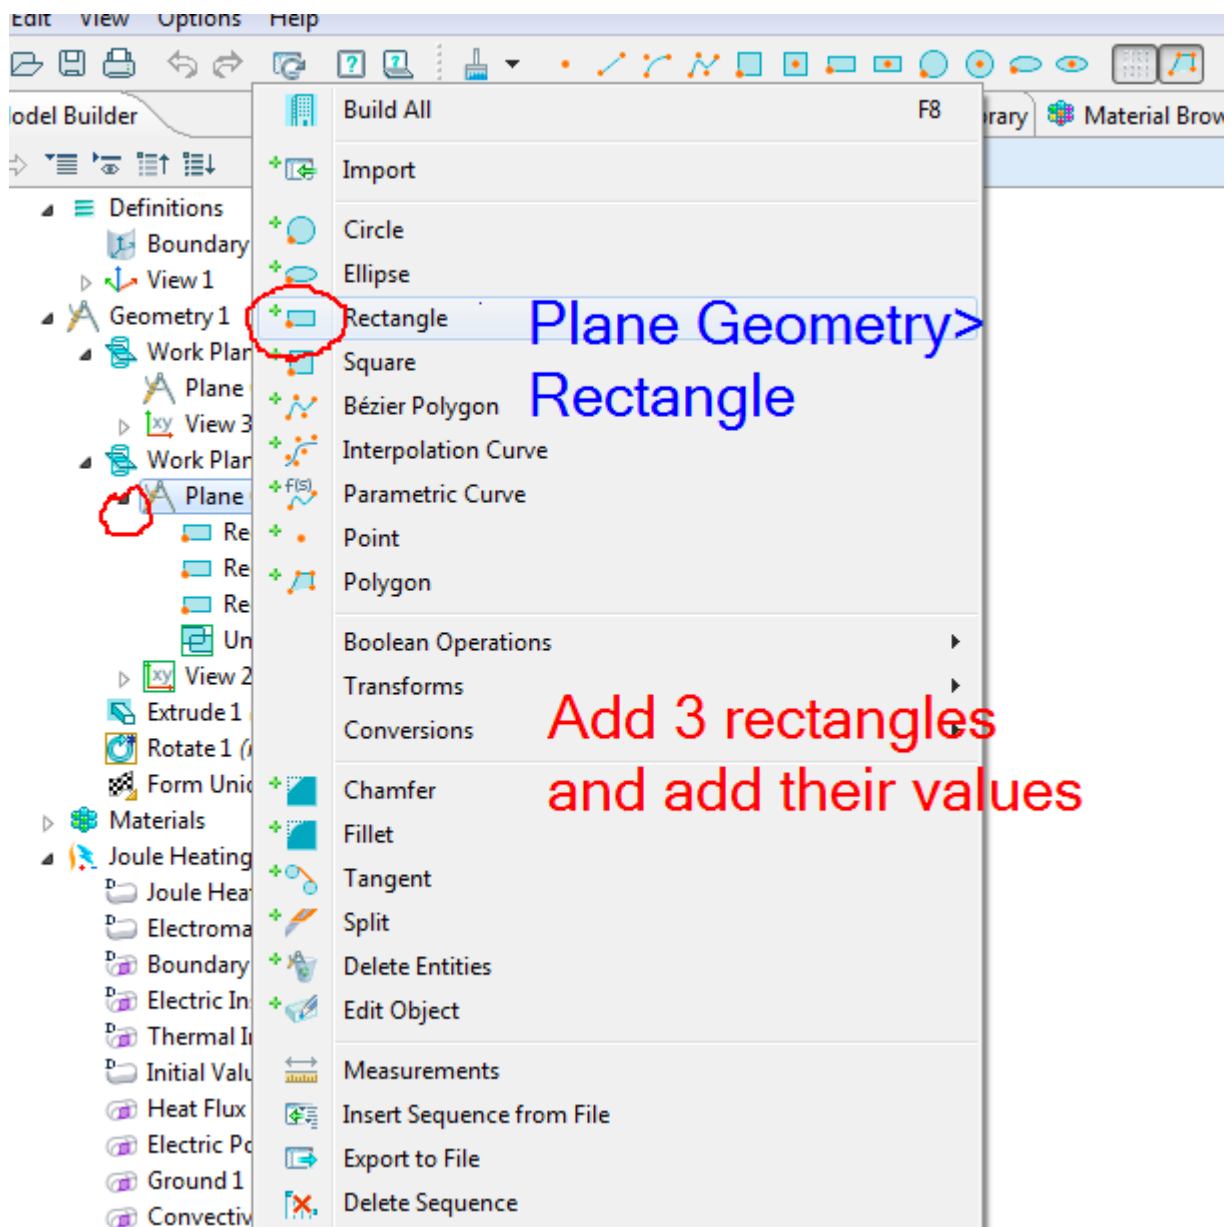 Edit View Options Help
Model Builder
Library Material Brow
Definitions
Boundary
View 1
Geometry 1
Work Plan
Plane
View 3
Work Plan
Plane
Re
Re
Re
Un
View 2
Extrude 1
Rotate 1 (i
Form Unio
Materials
Joule Heating
Joule Hea
Electroma
Boundary
Electric In
Thermal I
Initial Valu
Heat Flux
Electric Po
Ground 1
Convectiv
Build All F8
Import
Circle
Ellipse
Rectangle
Square
Bézier Polygon
Interpolation Curve
f(s)
Parametric Curve
Point
Polygon
Boolean Operations
Transforms
Conversions
Chamfer
Fillet
Tangent
Split
Delete Entities
Edit Object
Measurements
Insert Sequence from File
Export to File
Delete Sequence
Plane Geometry>
Rectangle
Add 3 rectangles
and add their values